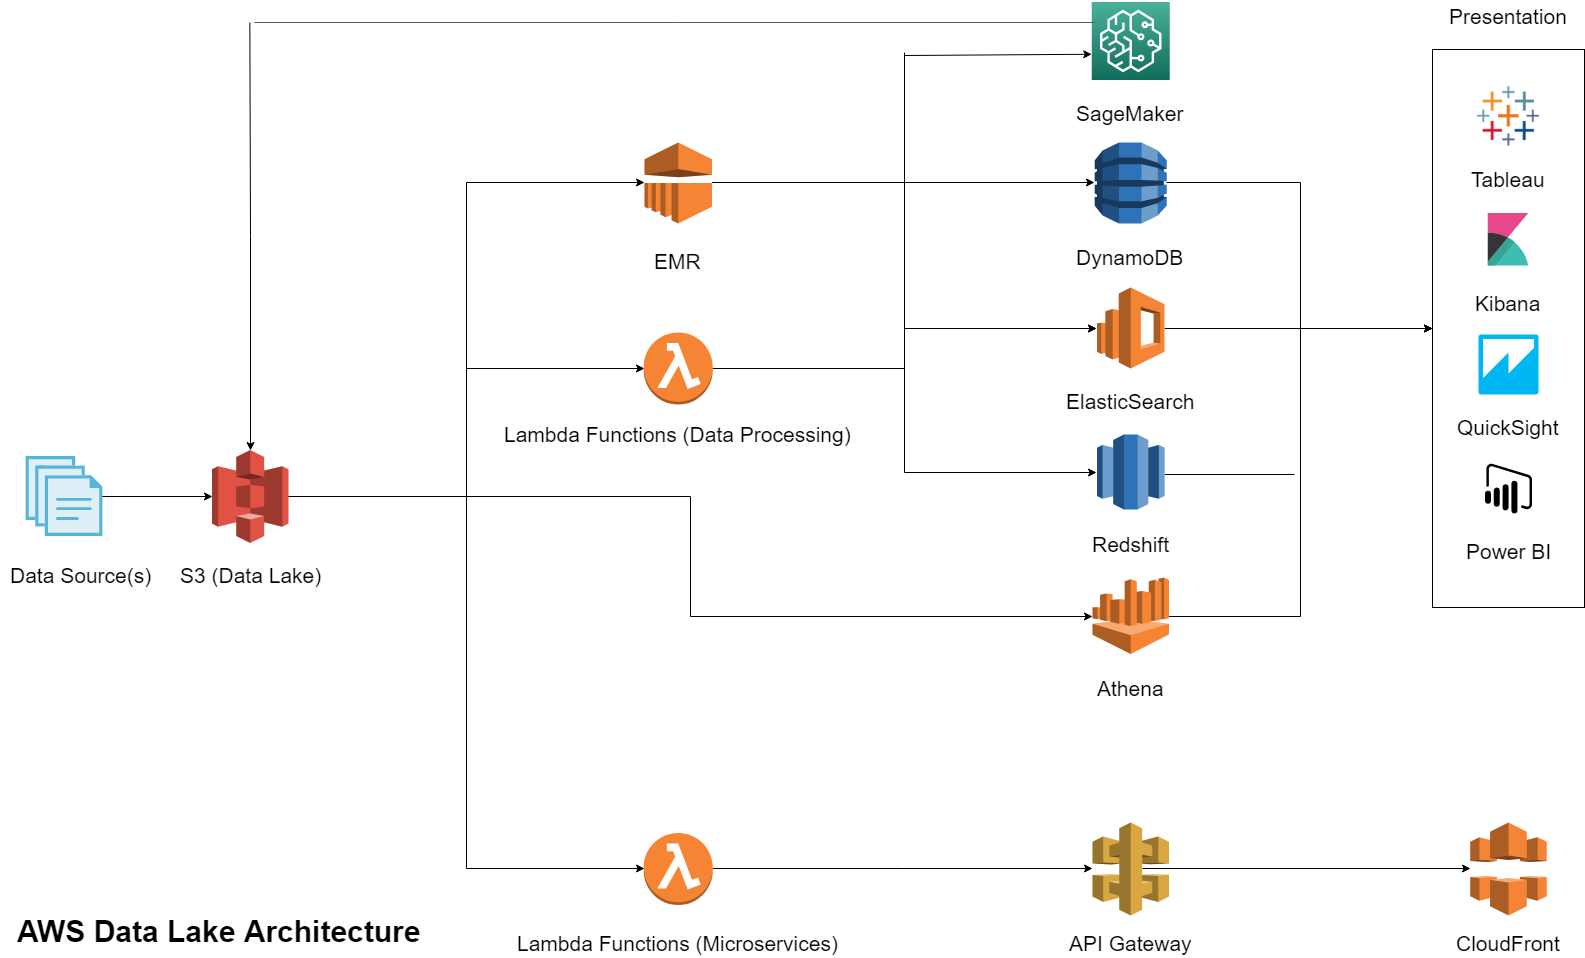 Presentation
SageMaker
Tableau
DynamoDB
EMR
Kibana
ElasticSearch
QuickSight
Lambda Functions (Data Processing)
Redshift
Power BI
Data Source(s)
S3 (Data Lake)
Athena
AWS Data Lake Architecture
Lambda Functions (Microservices)
API Gateway
CloudFront